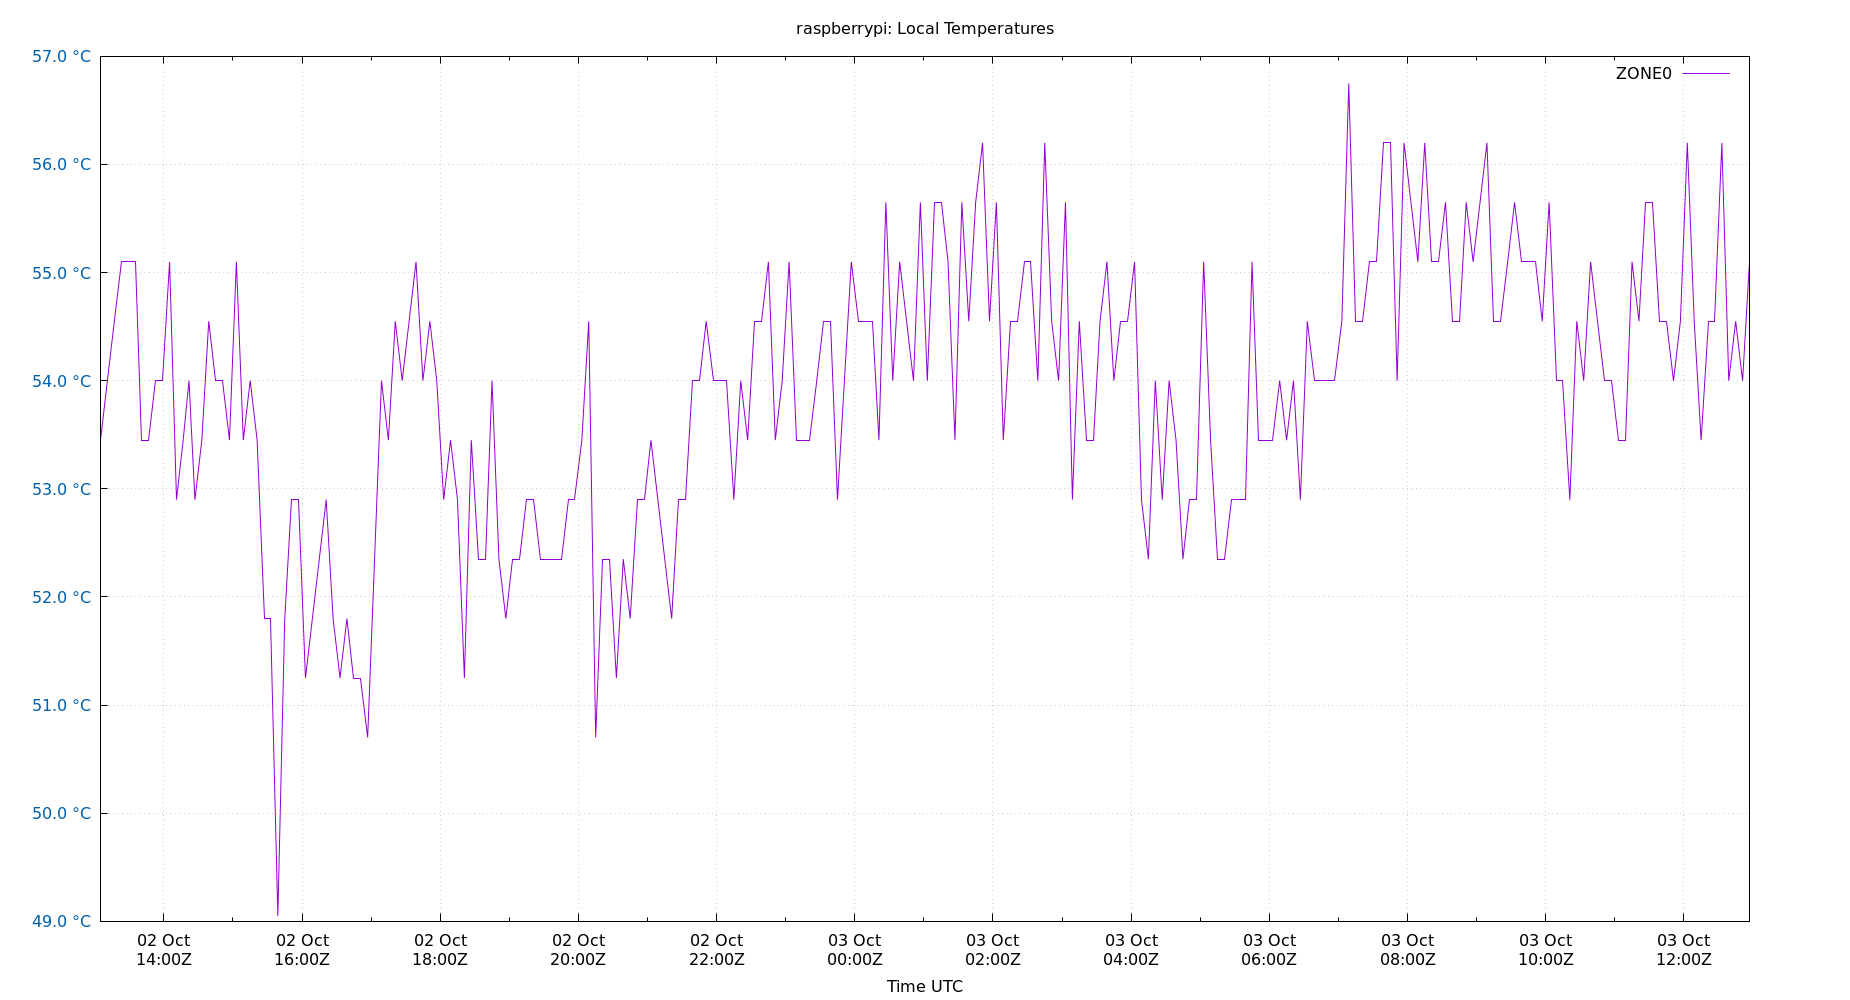 raspberrypi: Local Temperatures
57.0 °C
ZONE0
56.0 °C
55.0 °C
54.0 °C
53.0 °C
52.0 °C
51.0 °C
50.0 °C
49.0 °C
02 Oct 02 Oct 02 Oct 02 Oct 02 Oct 03 Oct 03 Oct 03 Oct 03 Oct 03 Oct 03 Oct 03 Oct
14:00Z 16:00Z 18:00Z 20:00Z 22:00Z 00:00Z 02:00Z 04:00Z 06:00Z 08:00Z 10:00Z 12:00Z
Time UTC